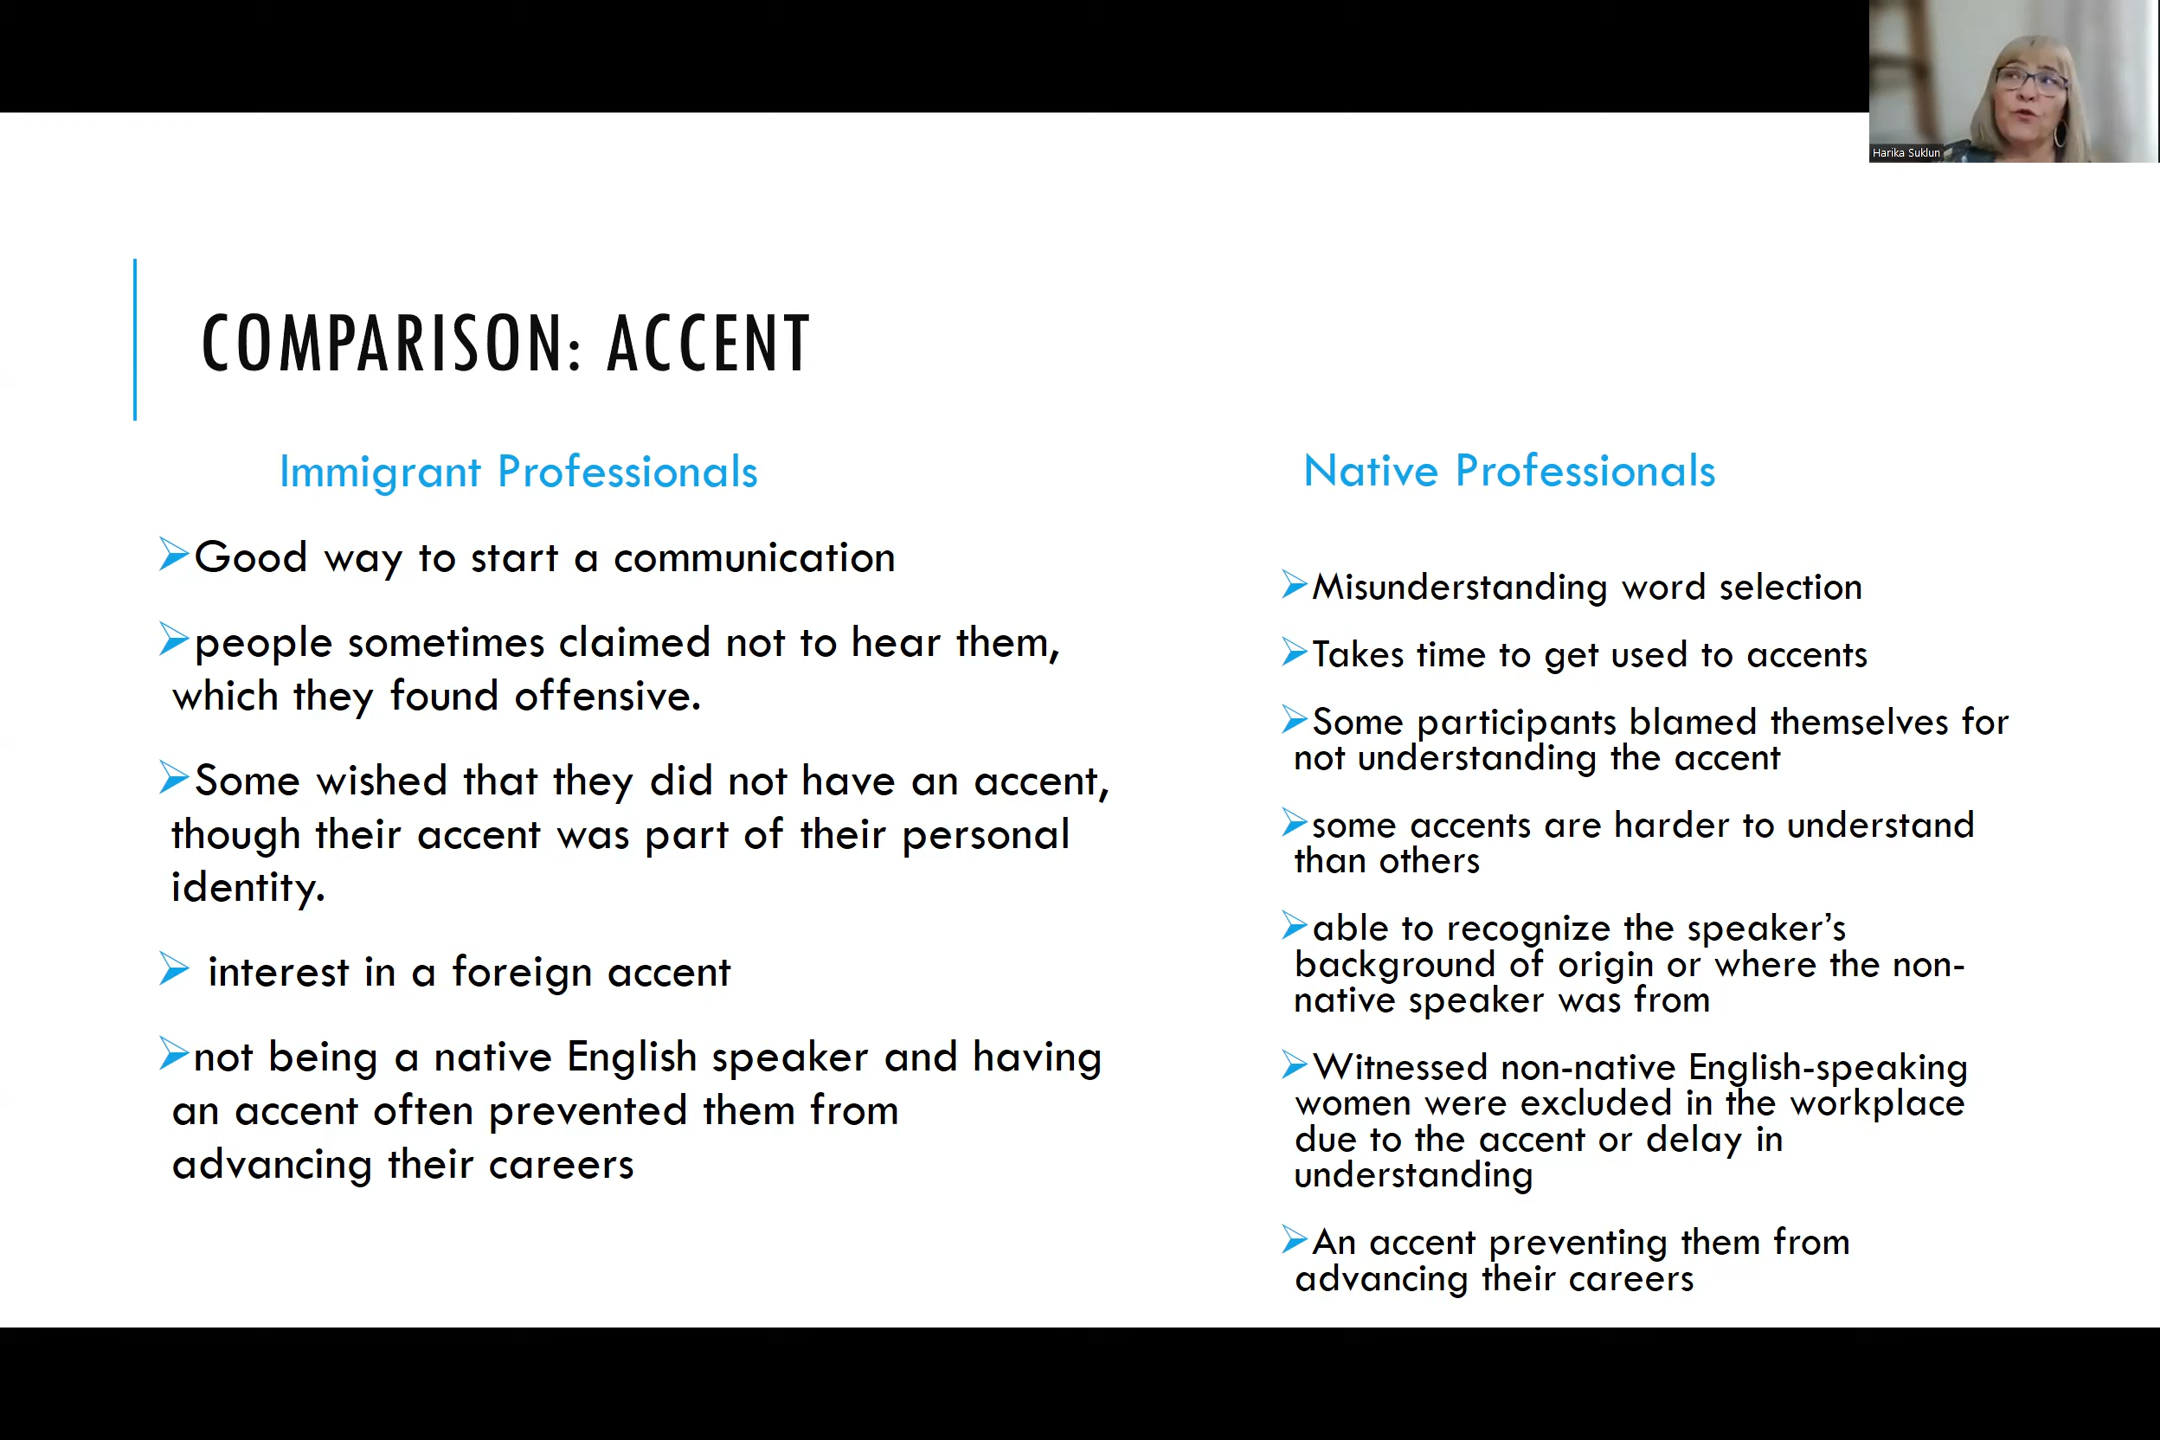 Harika Suklun
COMPARISON: ACCENT
Immigrant Professionals
Good way to start a communication
people sometimes claimed not to hear them,
which they found offensive.
Some wished that they did not have an accent,
though their accent was part of their personal
identity.
interest in a foreign accent
not being a native English speaker and having
an accent often prevented them from
advancing their careers
Native Professionals
Misunderstanding word selection
Takes time to get used to accents
Some participants blamed themselves for
not understanding the accent
some accents are harder to understand
than others
able to recognize the speaker’s
background of origin or where the non-
native speaker was from
Witnessed non-native English-speaking
women were excluded in the workplace
due to the accent or delay in
understanding
An accent preventing them from
advancing their careers